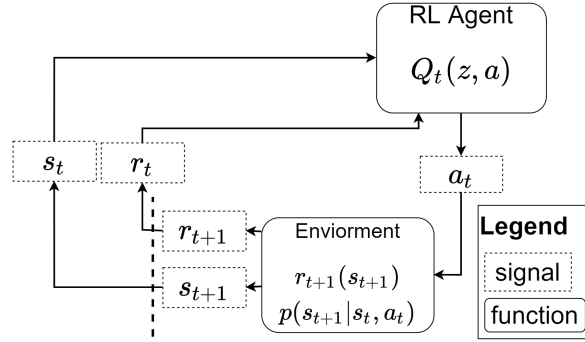 RL Agent
Q_t(z, a)
s_t
r_t
a_t
r_{t+1}
s_{t+1}
Enviorment
r_{t+1}(s_{t+1})
p(s_{t+1}|s_t, a_t)
Legend
signal
function